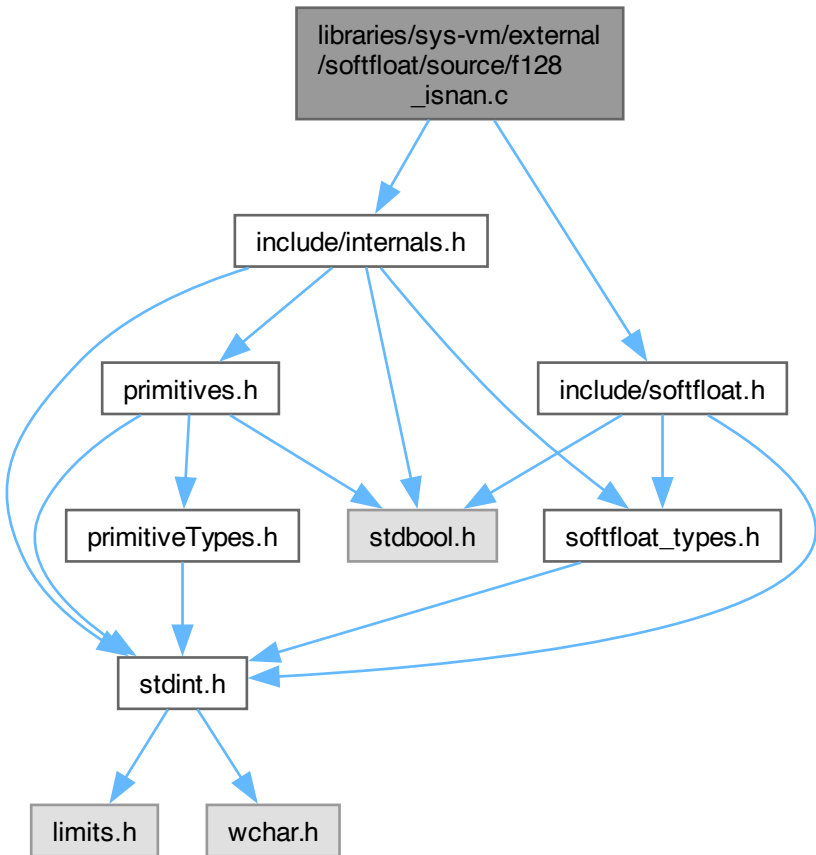 libraries/sys-vm/external
/softfloat/source/f128
_isnan.c
include/internals.h
primitives.h
include/softfloat.h
primitiveTypes.h
stdbool.h
softfloat_types.h
stdint.h
limits.h
wchar.h